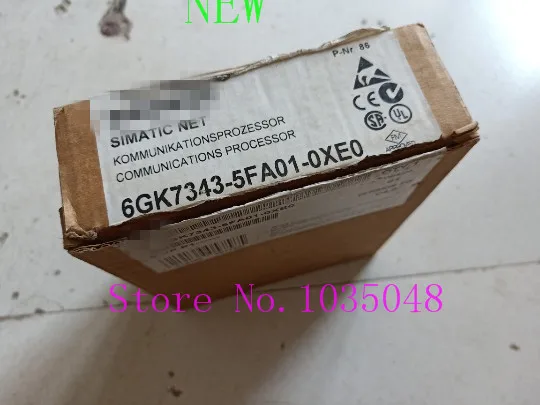 NEW
P-Nr 86
SIMATIC NET
KOMMUNIKATIONSPROZESSOR
COMMUNICATIONS PROCESSOR
6GK7343-5FA01-0XE0
Store No.1035048